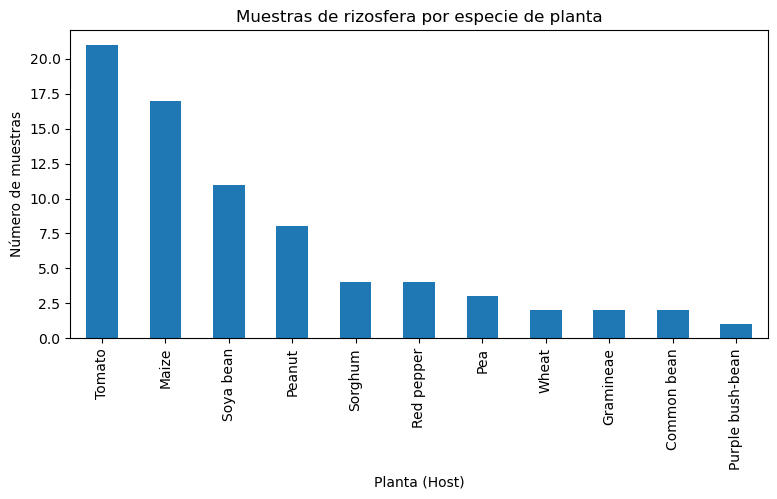 Muestras de rizosfera por especie de planta
Número de muestras
20.0
17.5
15.0
12.5
10.0
7.5
5.0
2.5
0.0
Tomato
Maize
Soya bean
Peanut
Sorghum
Red pepper
Pea
Wheat
Gramineae
Common bean
Purple bush-bean
Planta (Host)